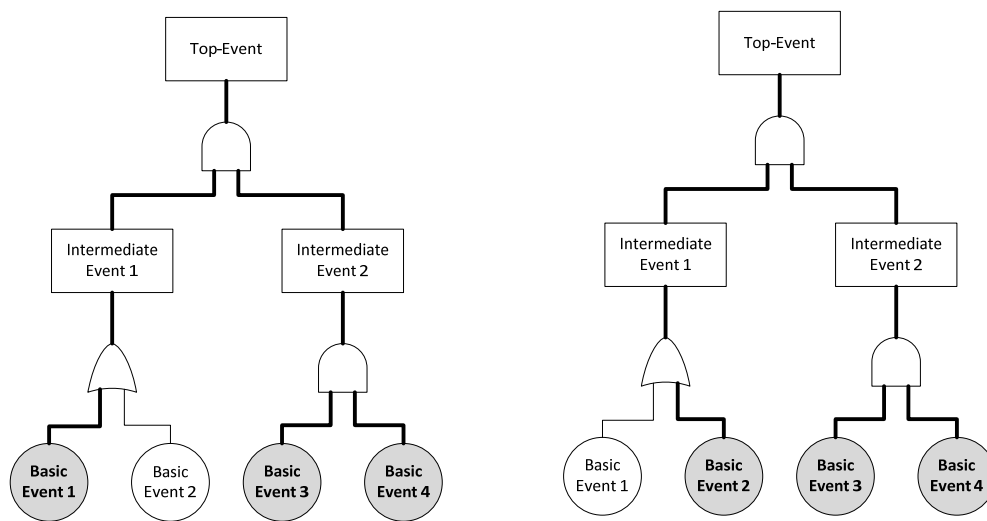 Top-Event
Intermediate
Event 1
Intermediate
Event 2
Basic
Event 1
Basic
Event 2
Basic
Event 3
Basic
Event 4
Top-Event
Intermediate
Event 1
Intermediate
Event 2
Basic
Event 1
Basic
Event 2
Basic
Event 3
Basic
Event 4